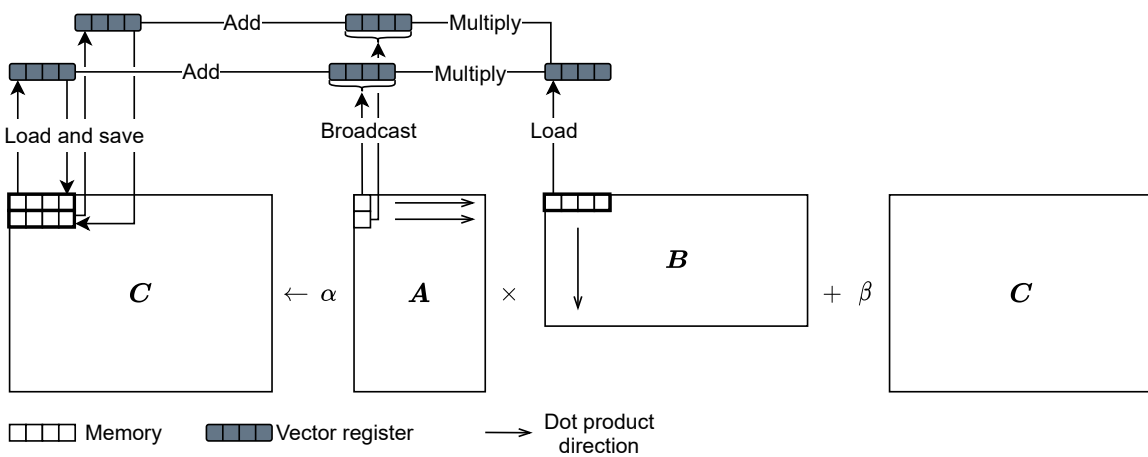 Add
Multiply
Add
Multiply
Load and save
Broadcast
Load
C ← α A × B + β C
Memory
Vector register
Dot product
direction